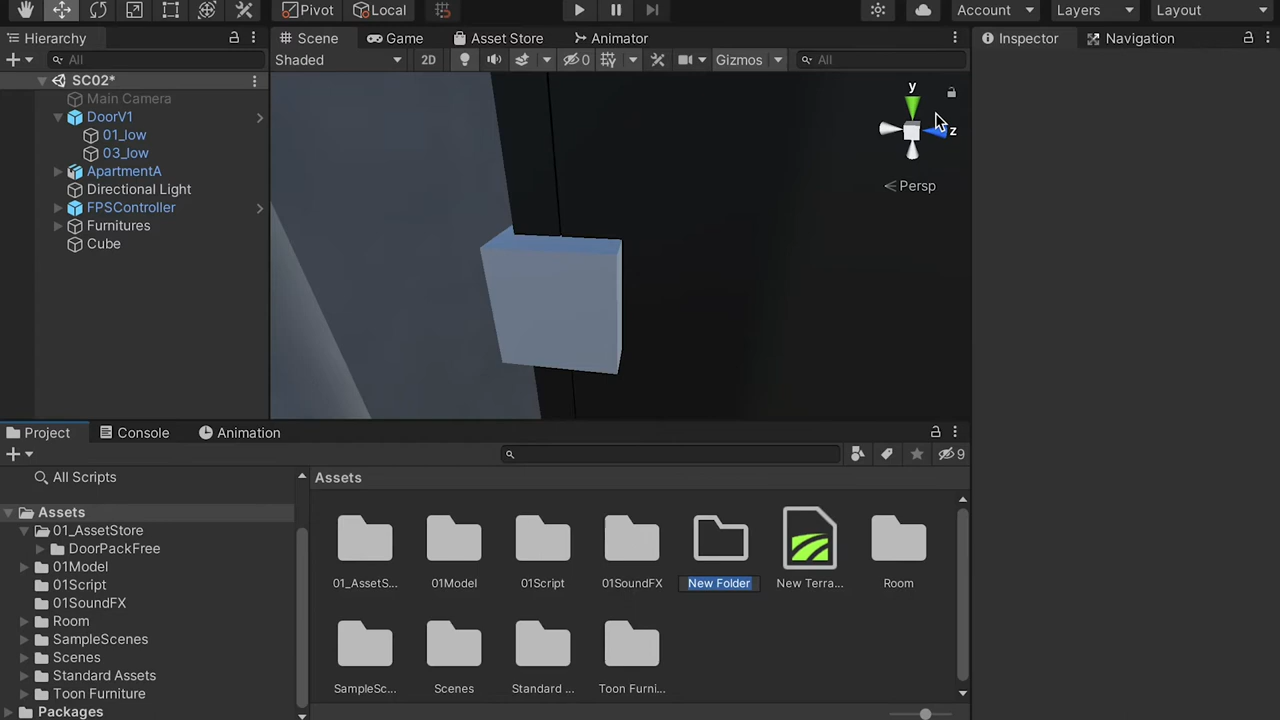 Pivot Local Account Layers Layout
Hierarchy Scene Game Asset Store Animator Inspector Navigation
All Shaded 2D 0 Gizmos All
SC02*
Main Camera
DoorV1
01_low
03_low
ApartmentA
Directional Light
FPSController
Furnitures
Cube
y
z
Persp
Project Console Animation
9
All Scripts
Assets
Assets
01_AssetStore
DoorPackFree
01Model
01Script
01SoundFX
Room
SampleScenes
Scenes
Standard Assets
Toon Furniture
Packages
01_AssetS... 01Model 01Script 01SoundFX New Folder New Terra... Room
SampleSc... Scenes Standard ... Toon Furni...